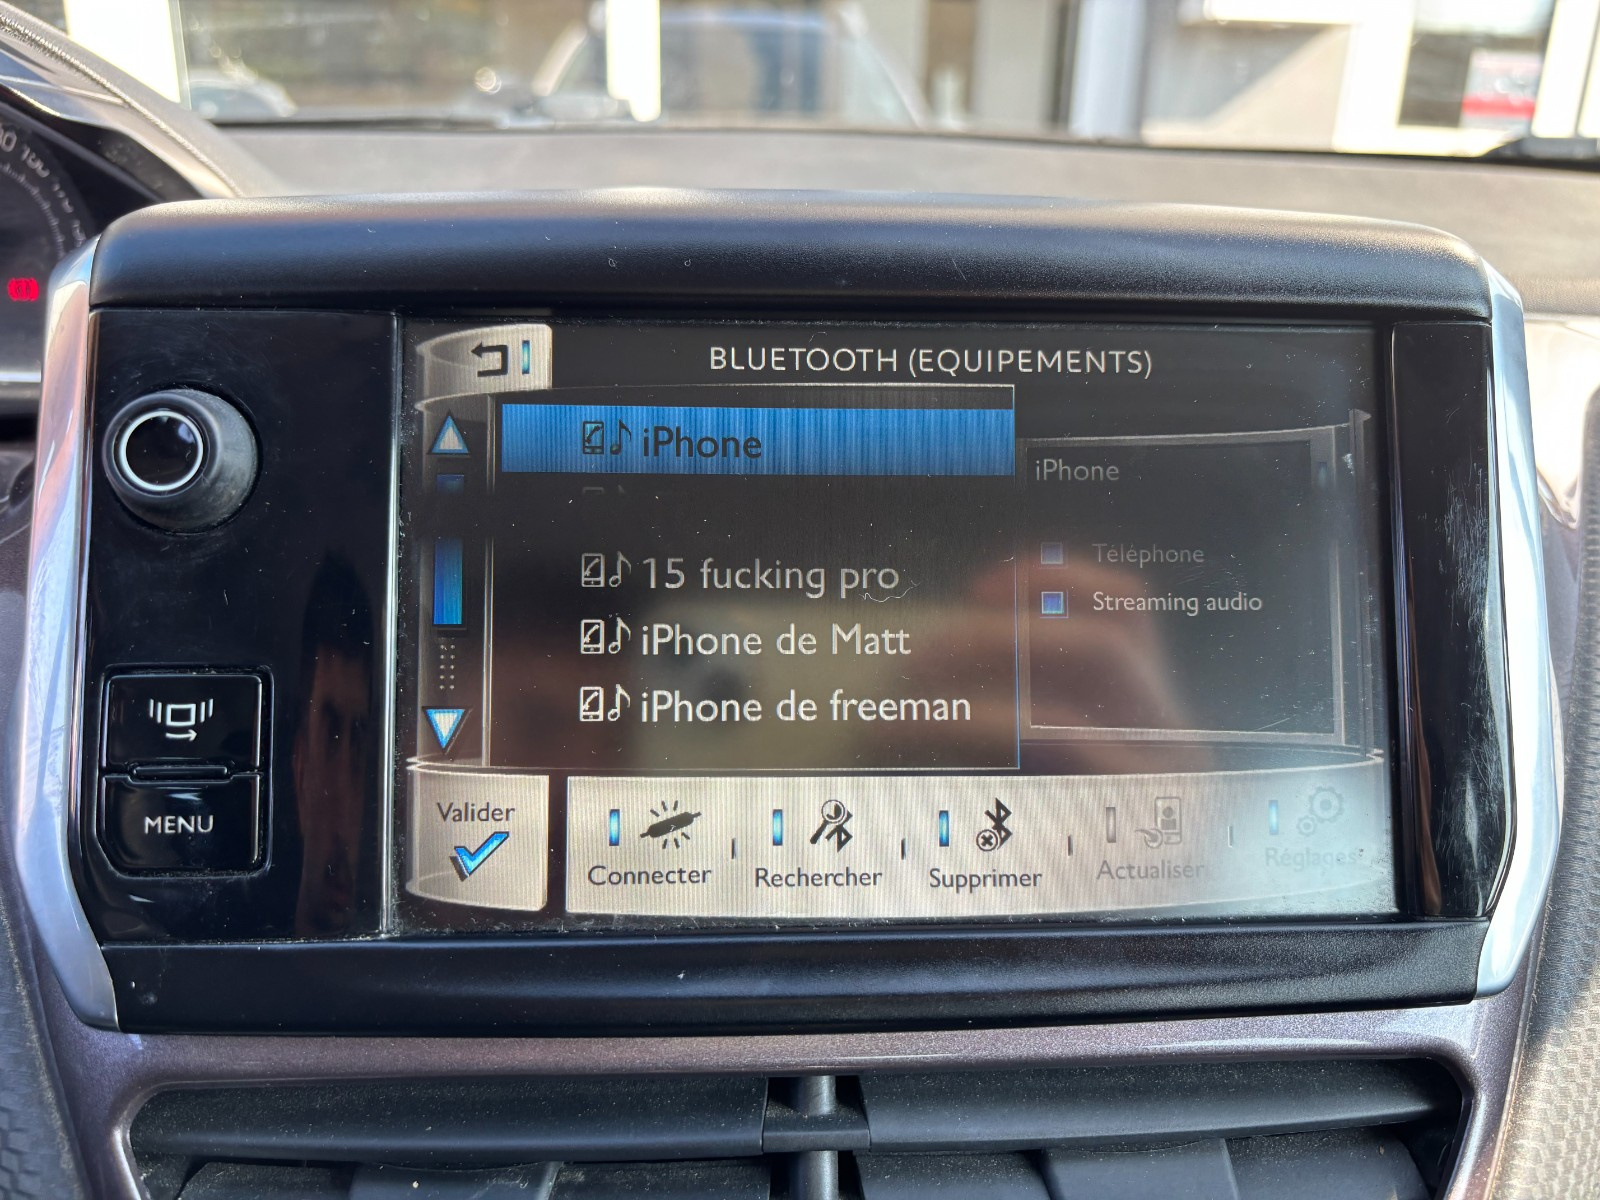 BLUETOOTH (EQUIPEMENTS)
iPhone
15 fucking pro
iPhone de Matt
iPhone de freeman
iPhone
Téléphone
Streaming audio
MENU
Valider
Connecter
Rechercher
Supprimer
Actualiser
Réglages